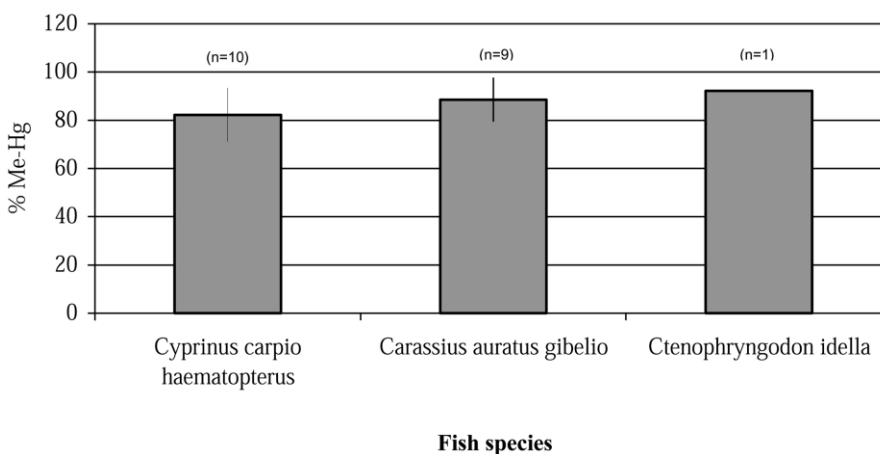 120
100
80
60
40
20
0
% Me-Hg
(n=10)
(n=9)
(n=1)
Cyprinus carpio
haematopterus
Carassius auratus gibelio
Ctenophryngodon idella
Fish species